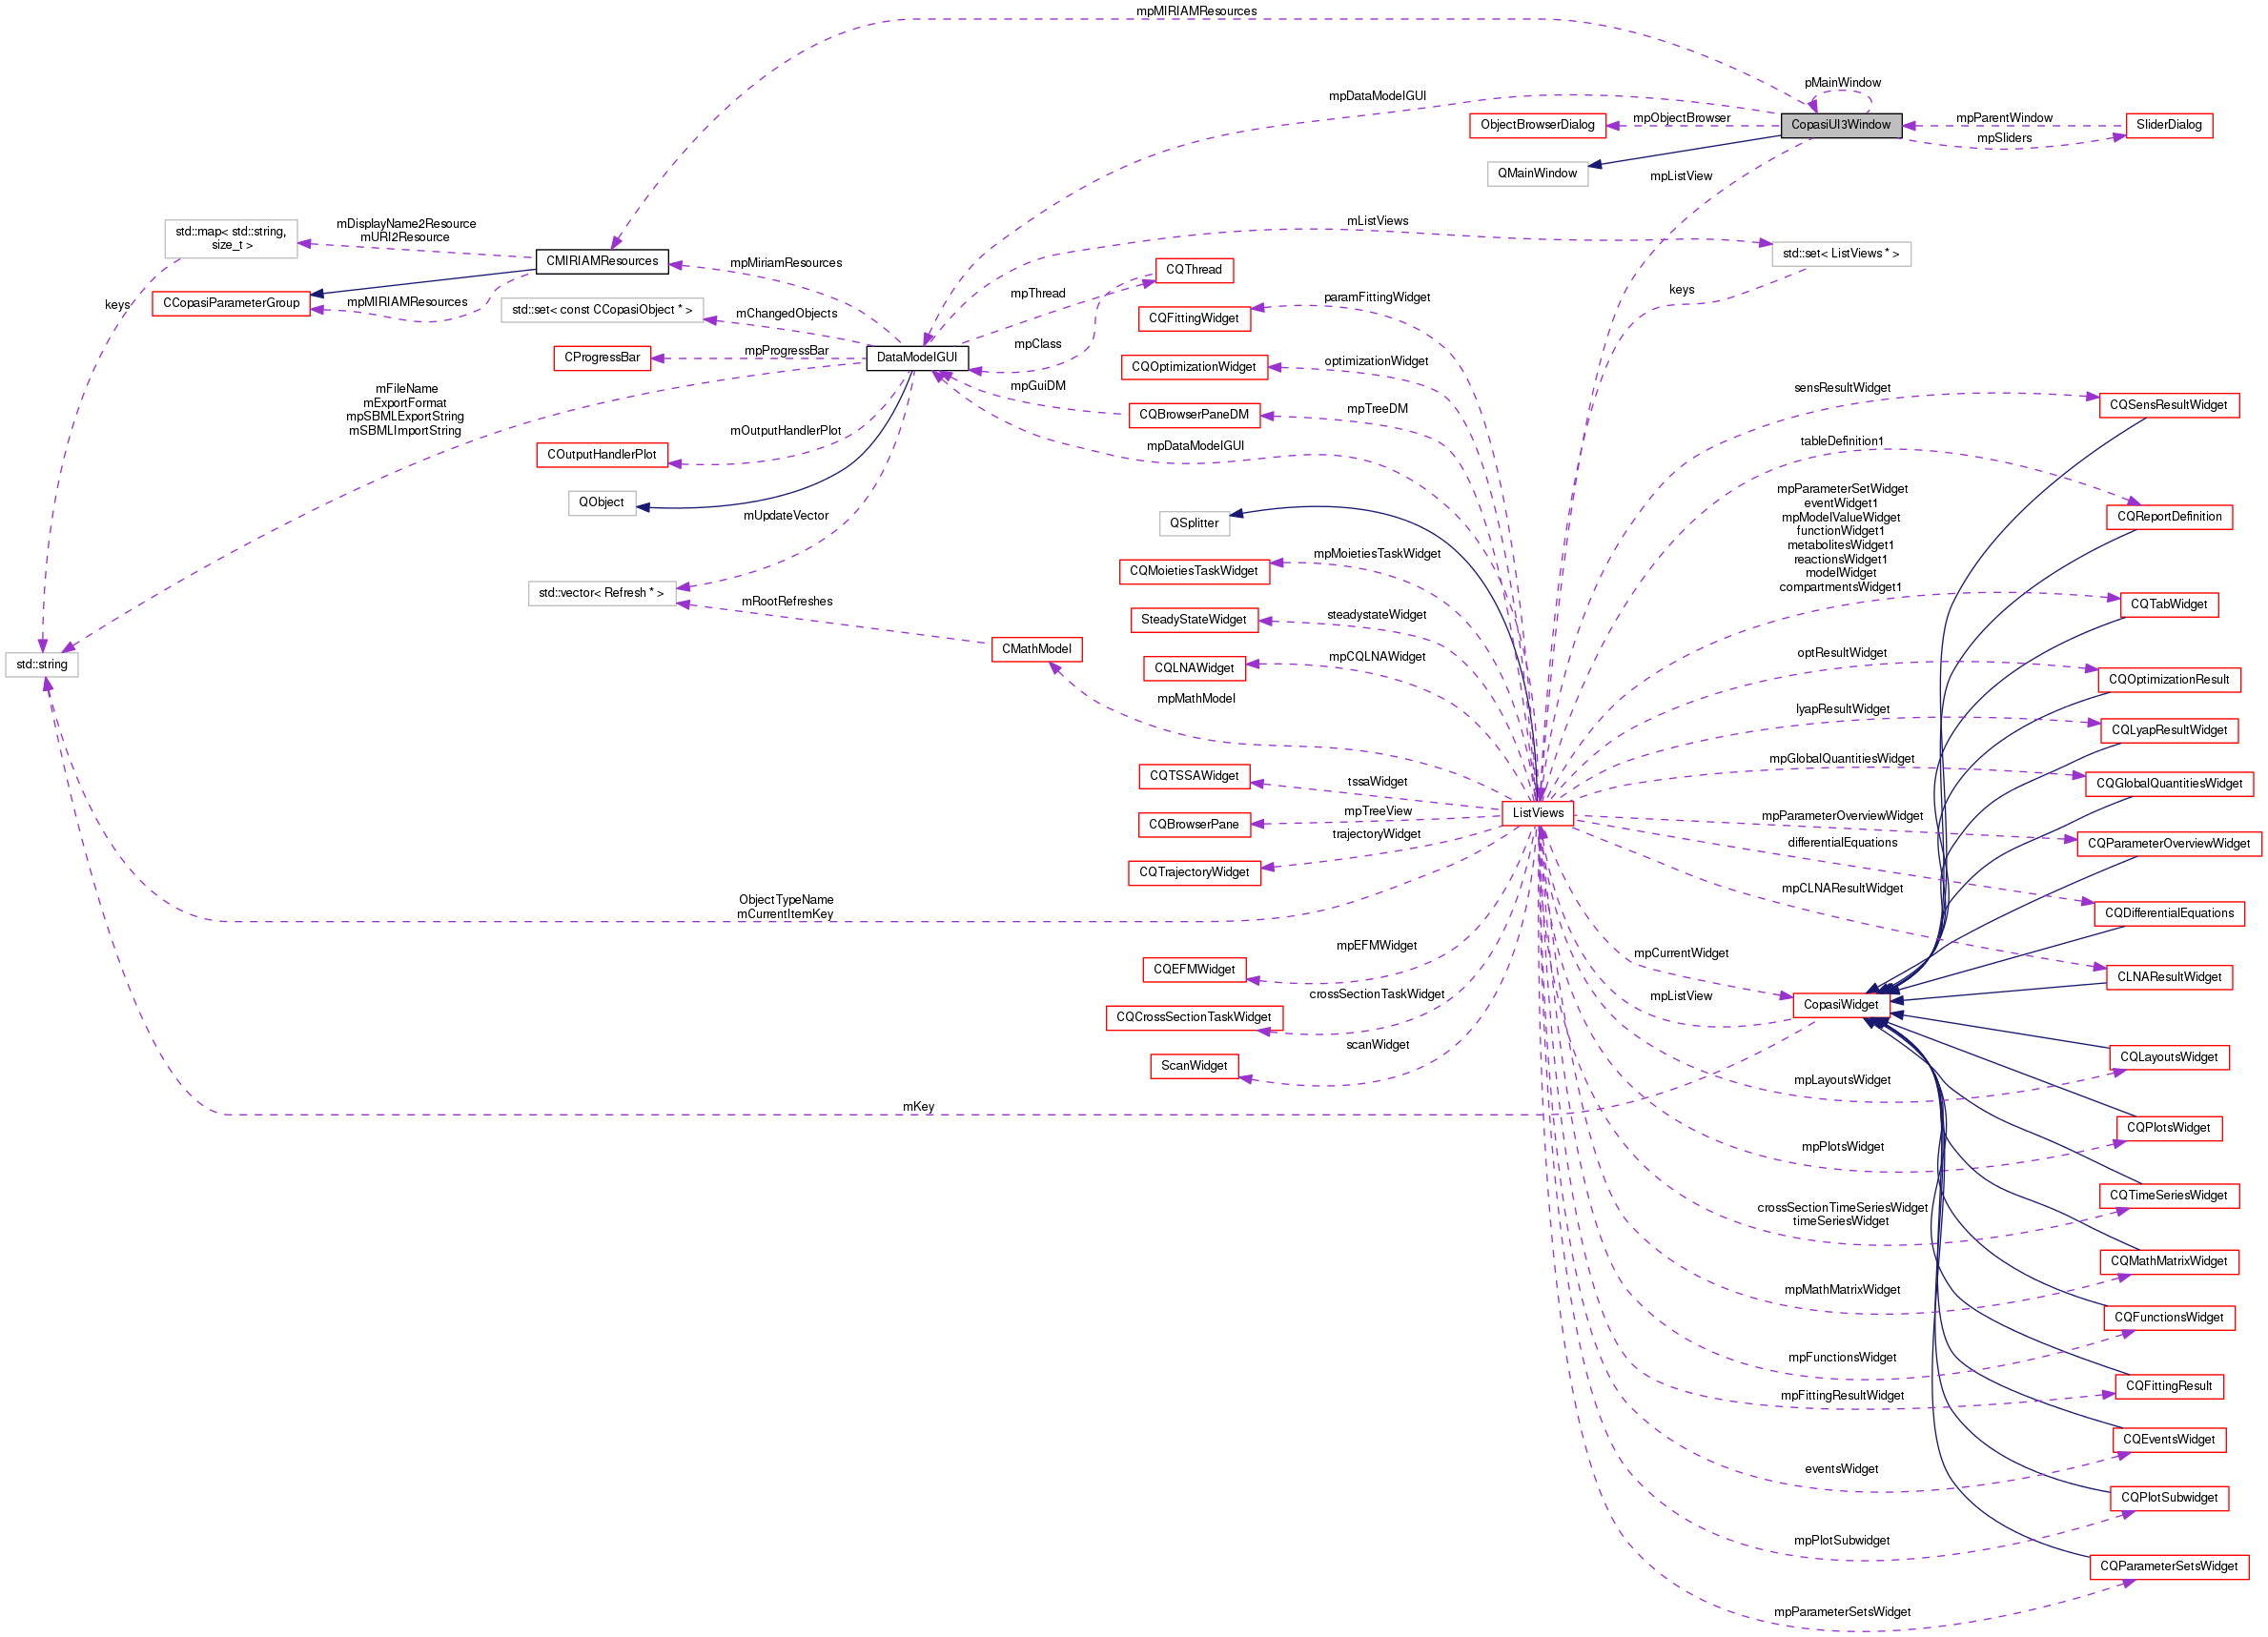 mpMIRIAMResources
pMainWindow
mpDataModelGUI
ObjectBrowserDialog
mpObjectBrowser
CopasiUI3Window
mpParentWindow
SliderDialog
mpSliders
QMainWindow
mpListView
std::map< std::string,
size_t >
mDisplayName2Resource
mURI2Resource
CMIRIAMResources
mListViews
std::set< ListViews * >
keys
CCopasiParameterGroup
mpMIRIAMResources
mpMiriamResources
std::set< const CCopasiObject * >
mChangedObjects
mpThread
CQThread
keys
paramFittingWidget
CQFittingWidget
CProgressBar
mpProgressBar
DataModelGUI
mpClass
CQOptimizationWidget
optimizationWidget
mpGuiDM
CQBrowserPaneDM
mpTreeDM
mFileName
mExportFormat
mpSBMLExportString
mSBMLImportString
mOutputHandlerPlot
COutputHandlerPlot
mpDataModelGUI
QObject
mUpdateVector
QSplitter
sensResultWidget
CQSensResultWidget
tableDefinition1
CQReportDefinition
mpParameterSetWidget
eventWidget1
mpModelValueWidget
functionWidget1
metabolitesWidget1
reactionsWidget1
modelWidget
compartmentsWidget1
CQTabWidget
std::vector< Refresh * >
mRootRefreshes
CQMoietiesTaskWidget
mpMoietiesTaskWidget
SteadyStateWidget
steadystateWidget
std::string
CMathModel
CQLNAWidget
mpCQLNAWidget
mpMathModel
optResultWidget
CQOptimizationResult
lyapResultWidget
CQLyapResultWidget
mpGlobalQuantitiesWidget
CQGlobalQuantitiesWidget
CQTSSAWidget
tssaWidget
CQBrowserPane
mpTreeView
ListViews
mpParameterOverviewWidget
CQParameterOverviewWidget
CQTrajectoryWidget
trajectoryWidget
differentialEquations
CQDifferentialEquations
ObjectTypeName
mCurrentItemKey
mpCLNAResultWidget
CLNAResultWidget
CQEFMWidget
mpEFMWidget
mpCurrentWidget
CopasiWidget
CQCrossSectionTaskWidget
crossSectionTaskWidget
mpListView
ScanWidget
scanWidget
mKey
mpLayoutsWidget
CQLayoutsWidget
mpPlotsWidget
CQPlotsWidget
crossSectionTimeSeriesWidget
timeSeriesWidget
CQTimeSeriesWidget
mpMathMatrixWidget
CQMathMatrixWidget
mpFunctionsWidget
CQFunctionsWidget
mpFittingResultWidget
CQFittingResult
eventsWidget
CQEventsWidget
mpPlotSubwidget
CQPlotSubwidget
mpParameterSetsWidget
CQParameterSetsWidget